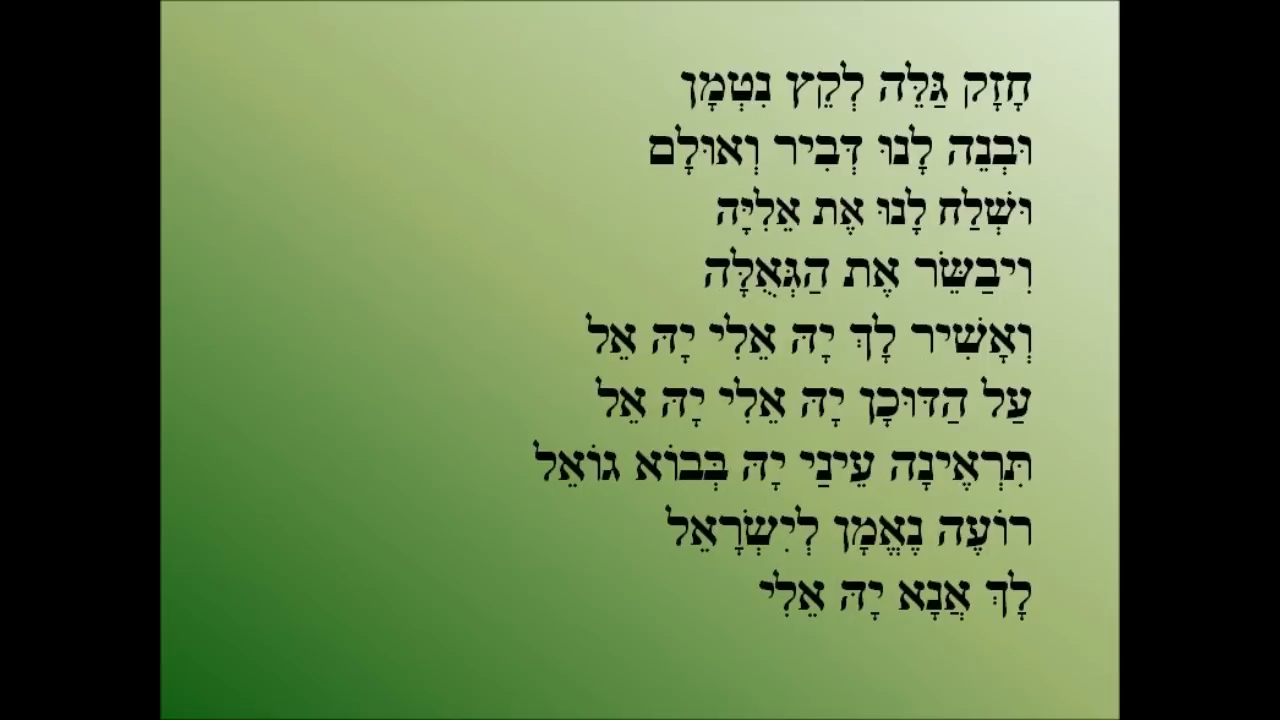 חָזָק גַּלֵּה לְקֵץ נִטְמָן
וּבְנֵה לָנוּ דְּבִיר וְאוּלָם
וּשְׁלַח לָנוּ אֶת אֵלִיָּה
וִיבַשֵּׂר אֶת הַגְּאֻלָּה
וְאָשִׁיר לָךְ יָהּ אֵלִי יָהּ אֵל
עַל הַדּוּכָן יָהּ אֵלִי יָהּ אֵל
תִּרְאֶינָה עֵינַי יָהּ בְּבוֹא גוֹאֵל
רוֹעֶה נֶאֱמָן לְיִשְׂרָאֵל
לָךְ אֲנָא יָהּ אֵלִי